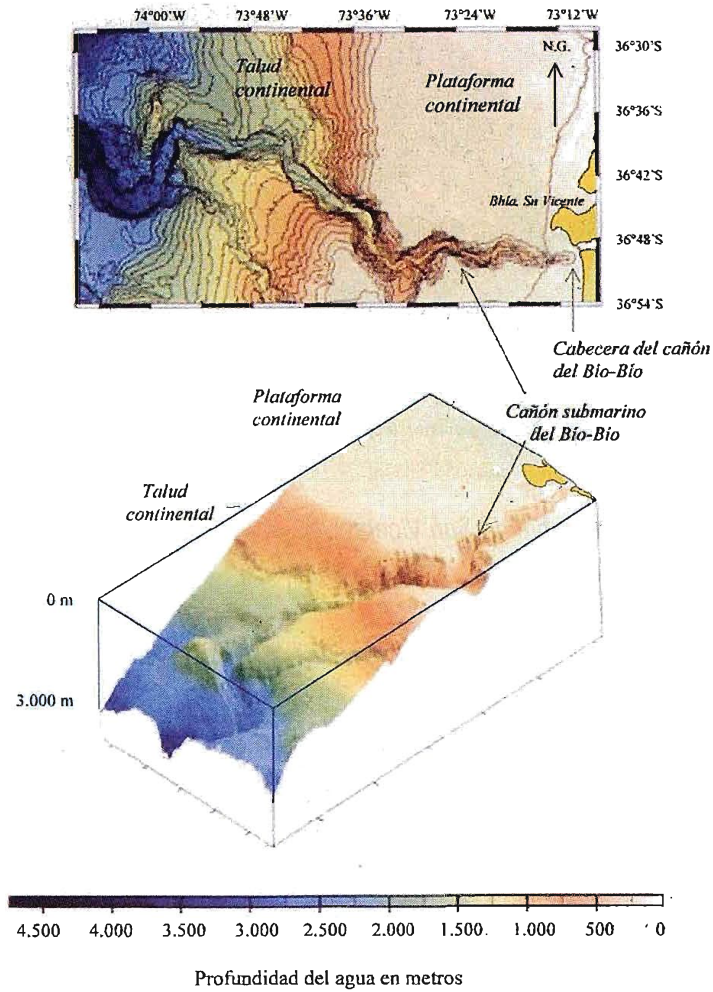 74°00'W 73°48'W 73°36'W 73°24'W 73°12'W
36°30'S
36°36'S
36°42'S
36°48'S
36°54'S
N.G.
Talud
continental
Plataforma
continental
Bhía. Sn Vicente
Cabecera del cañón
del Bío-Bío
Plataforma
continental
Cañón submarino
del Bío-Bío
Talud
continental
0 m
3.000 m
4.500 4.000 3.500 3.000 2.500 2.000 1.500 1.000 500 0
Profundidad del agua en metros